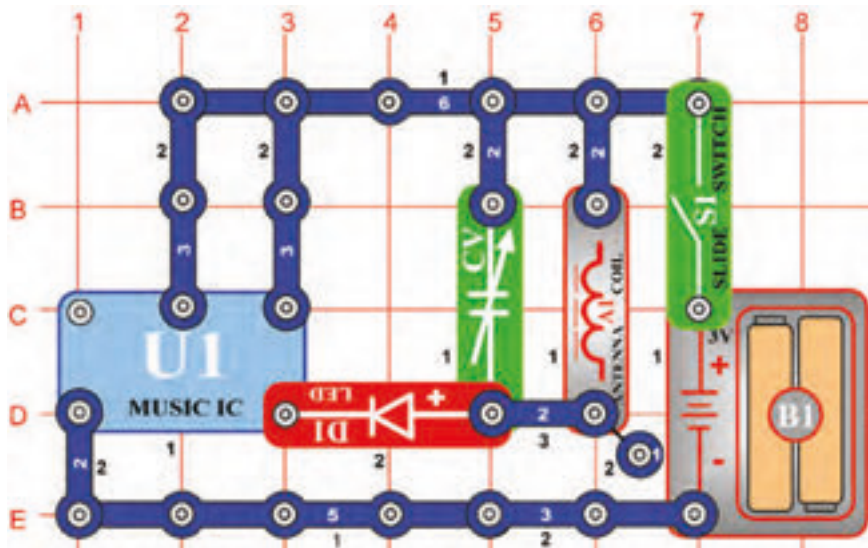 1 2 3 4 5 6 7 8
1
A 6
2 2 2 2 2 2 2
B
3 3
CV
SLIDE SWITCH
S1
C
U1
MUSIC IC
1 1 1
ANTENNA COIL
A1
3V
+
B1
-
D
D1
LED
+
2
3
1 2 2
2 2
1
E 5 3
1 2